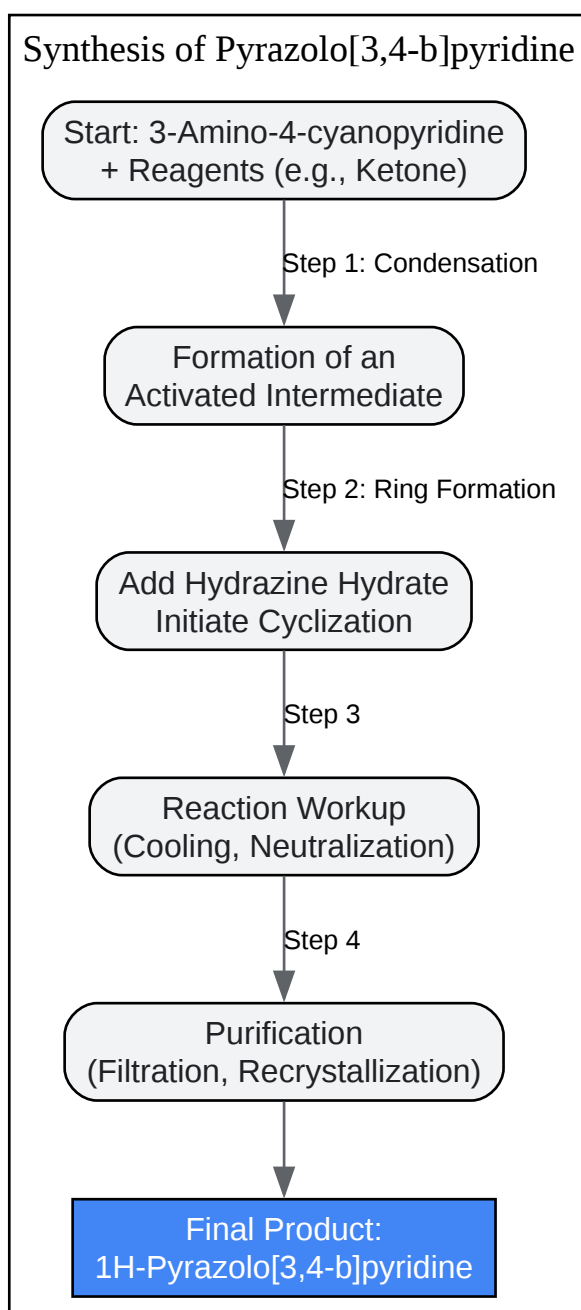 Synthesis of Pyrazolo[3,4-b]pyridine
Start: 3-Amino-4-cyanopyridine
+ Reagents (e.g., Ketone)
Step 1: Condensation
Formation of an
Activated Intermediate
Step 2: Ring Formation
Add Hydrazine Hydrate
Initiate Cyclization
Step 3
Reaction Workup
(Cooling, Neutralization)
Step 4
Purification
(Filtration, Recrystallization)
Final Product:
1H-Pyrazolo[3,4-b]pyridine